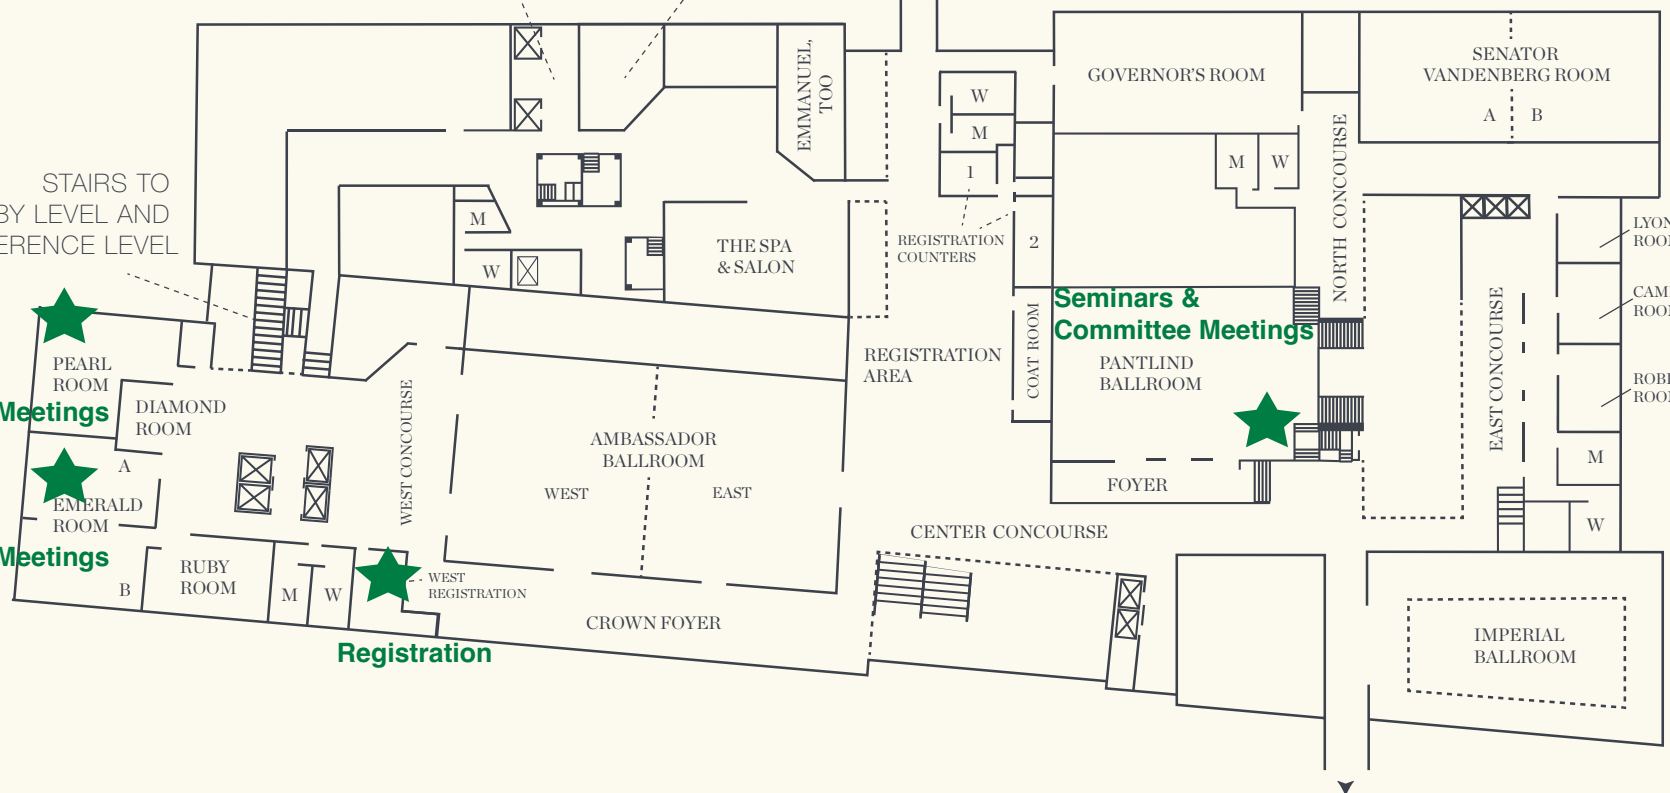 EMMANUEL,
TOO
W
M
1
GOVERNOR'S ROOM
SENATOR
VANDENBERG ROOM
A
B
M
W
NORTH CONCOURSE
STAIRS TO
BY LEVEL AND
ERENCE LEVEL
M
W
THE SPA
& SALON
REGISTRATION
COUNTERS
2
Seminars &
Committee Meetings
PANTLIND
BALLROOM
COAT ROOM
REGISTRATION
AREA
EAST CONCOURSE
LYON
ROO
CAM
ROO
ROB
ROO
M
W
PEARL
ROOM
Meetings
DIAMOND
ROOM
A
EMERALD
ROOM
Meetings
B
WEST CONCOURSE
AMBASSADOR
BALLROOM
WEST
EAST
FOYER
CENTER CONCOURSE
RUBY
ROOM
M
W
WEST
REGISTRATION
Registration
CROWN FOYER
IMPERIAL
BALLROOM